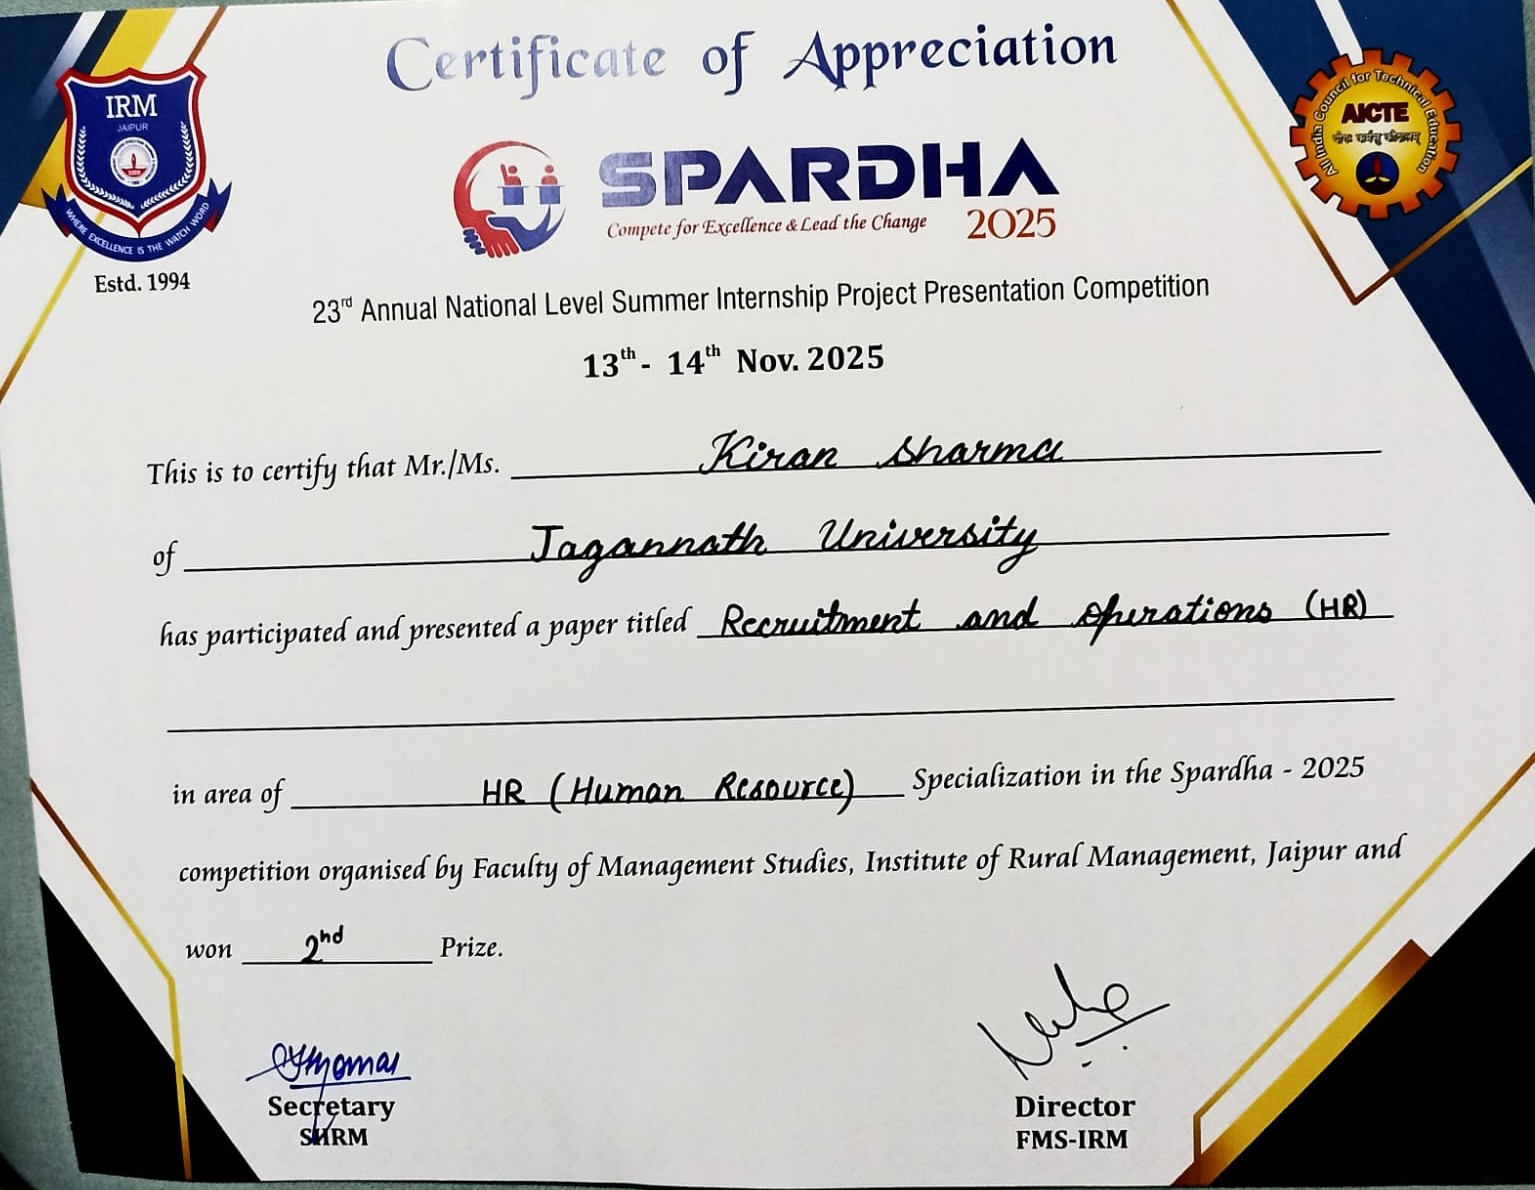 Certificate of Appreciation
IRM
JAIPUR
WHERE EXCELLENCE IS THE WATCH WORD
Estd. 1994
All India Council for Technical Education
AICTE
SPARDHA
Compete for Excellence & Lead the Change 2025
23rd Annual National Level Summer Internship Project Presentation Competition
13th - 14th Nov. 2025
This is to certify that Mr./Ms. Kiran Sharma
of Jagannath University
has participated and presented a paper titled Recruitment and Operations (HR)
in area of HR (Human Resource) Specialization in the Spardha - 2025
competition organised by Faculty of Management Studies, Institute of Rural Management, Jaipur and
won 2nd Prize.
Secretary
SHRM
Director
FMS-IRM